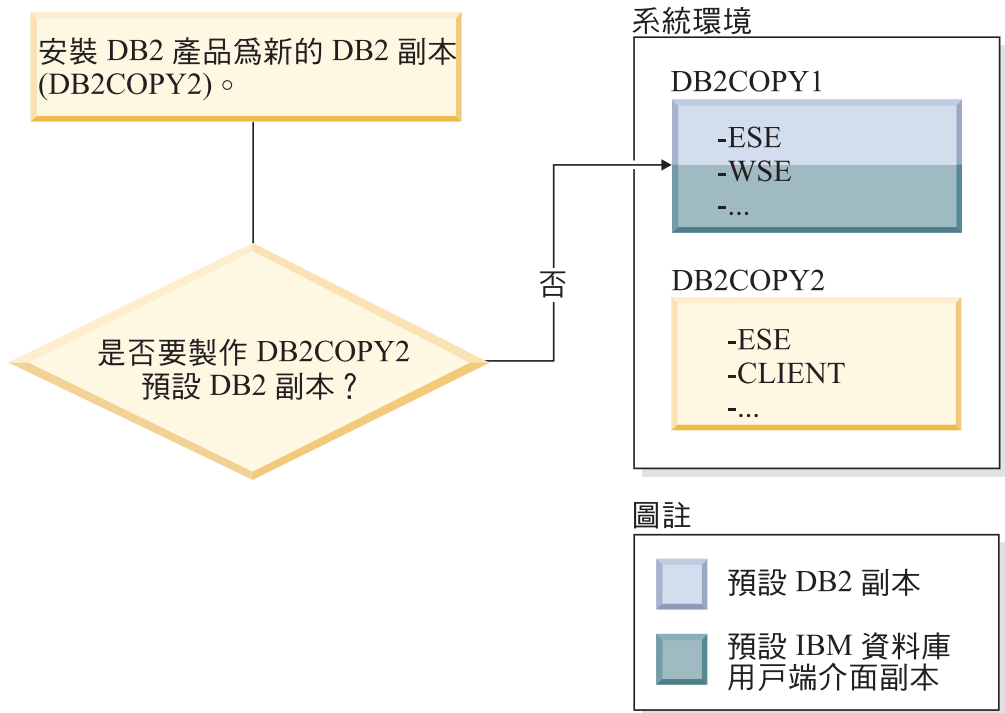 安裝 DB2 產品爲新的 DB2 副本
(DB2COPY2)。
是否要製作 DB2COPY2
預設 DB2 副本？
否
系統環境
DB2COPY1
-ESE
-WSE
-...
DB2COPY2
-ESE
-CLIENT
-...
圖註
預設 DB2 副本
預設 IBM 資料庫
用戶端介面副本